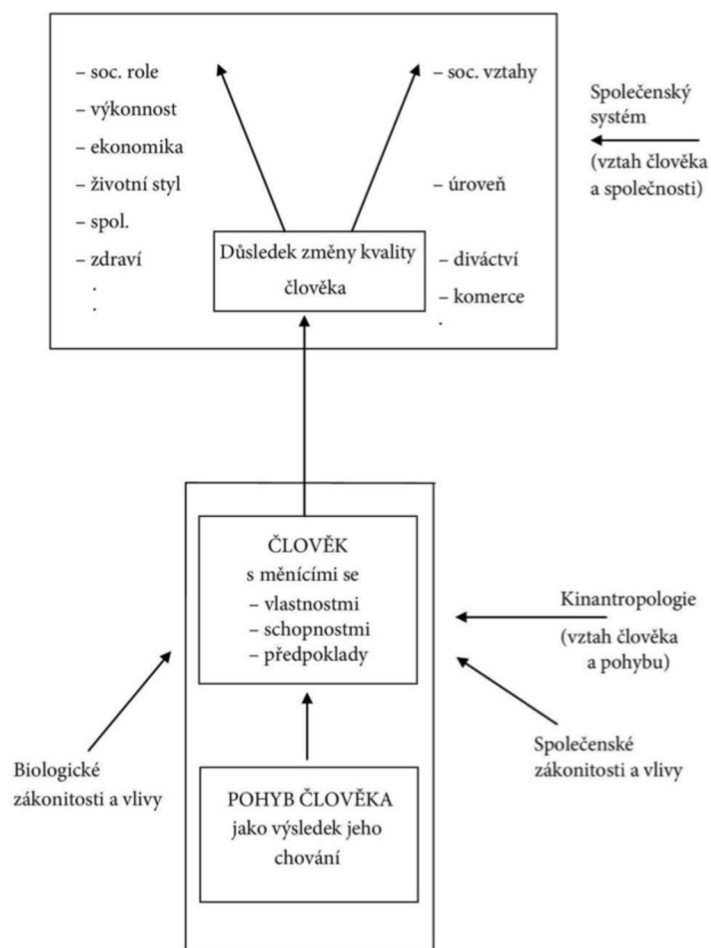 – soc. role
– výkonnost
– ekonomika
– životní styl
– spol.
– zdraví
.
.
– soc. vztahy
– úroveň
– diváctví
– komerce
.
Důsledek změny kvality
člověka
Společenský
systém
(vztah člověka
a společnosti)
ČLOVĚK
s měnícími se
– vlastnostmi
– schopnostmi
– předpoklady
Kinantropologie
(vztah člověka
a pohybu)
Biologické
zákonitosti a vlivy
Společenské
zákonitosti a vlivy
POHYB ČLOVĚKA
jako výsledek jeho
chování